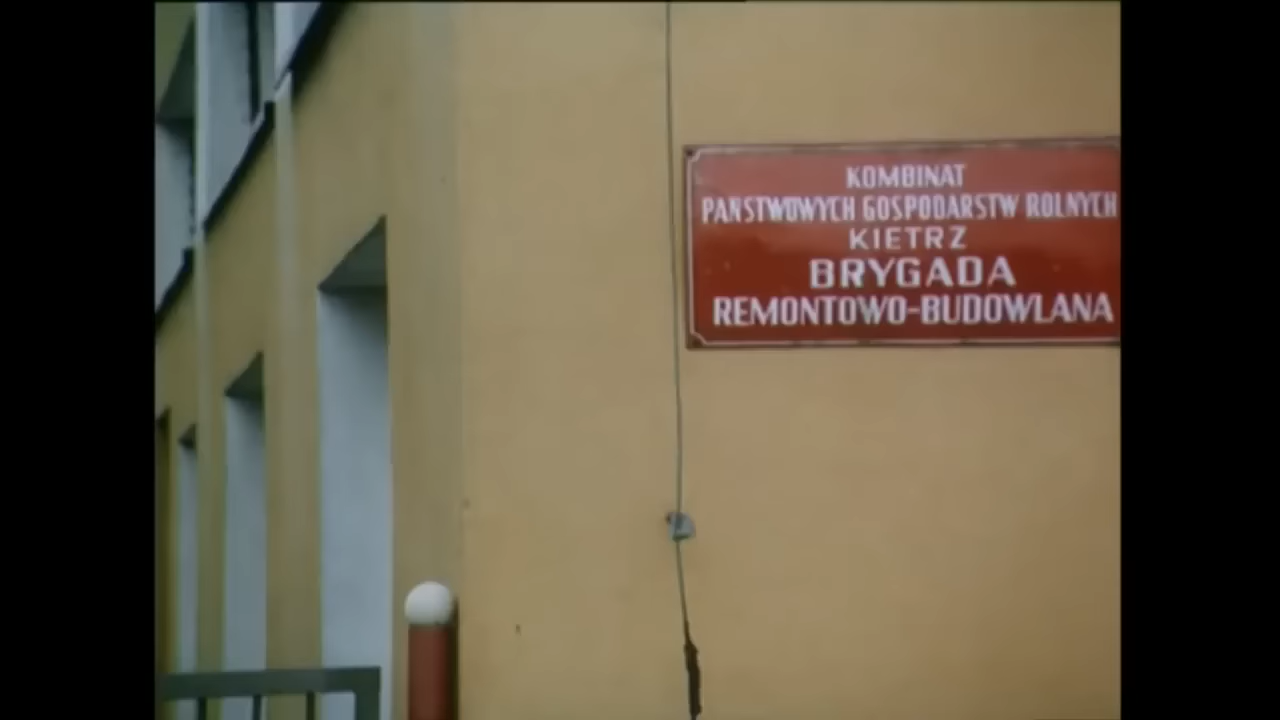 KOMBINAT
PAŃSTWOWYCH GOSPODARSTW ROLNYCH
KIETRZ
BRYGADA
REMONTOWO-BUDOWLANA